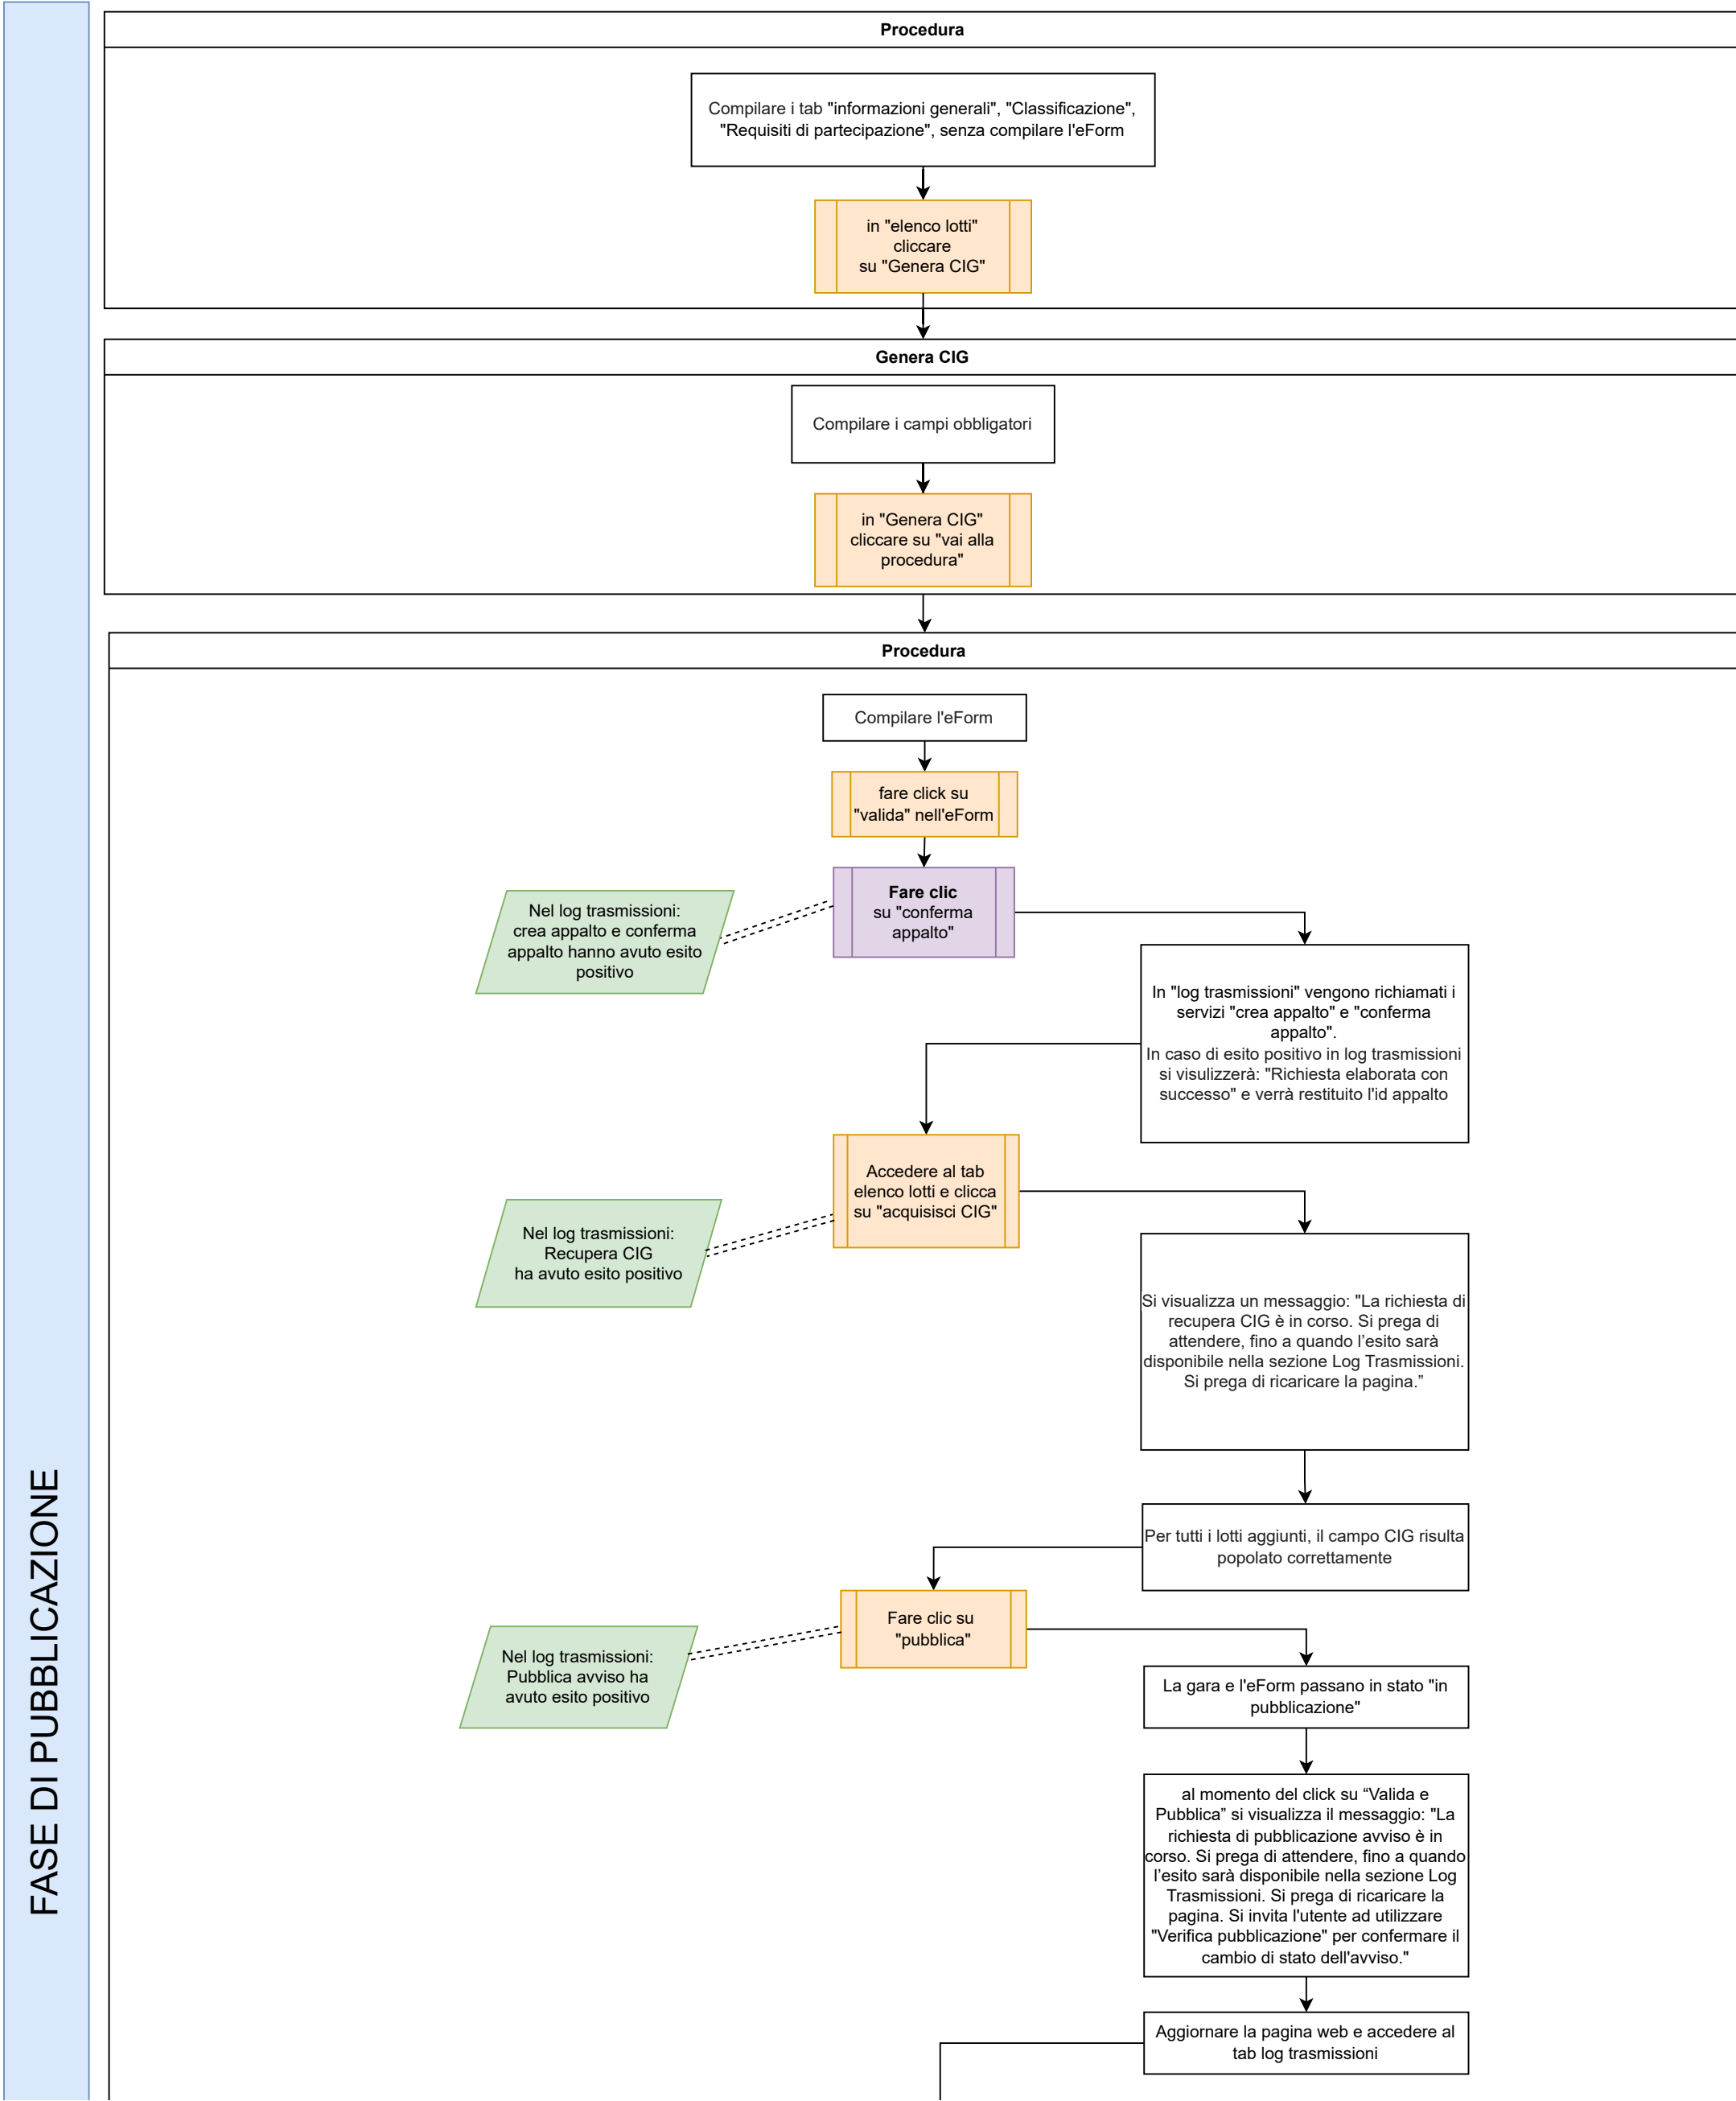 FASE DI PUBBLICAZIONE
Procedura
Compilare i tab "informazioni generali", "Classificazione",
"Requisiti di partecipazione", senza compilare l'eForm
in "elenco lotti"
cliccare
su "Genera CIG"
Genera CIG
Compilare i campi obbligatori
in "Genera CIG"
cliccare su "vai alla
procedura"
Procedura
Compilare l'eForm
fare click su
"valida" nell'eForm
Fare clic
su "conferma
appalto"
Nel log trasmissioni:
crea appalto e conferma
appalto hanno avuto esito
positivo
In "log trasmissioni" vengono richiamati i
servizi "crea appalto" e "conferma
appalto".
In caso di esito positivo in log trasmissioni
si visulizzerà: "Richiesta elaborata con
successo" e verrà restituito l'id appalto
Accedere al tab
elenco lotti e clicca
su "acquisisci CIG"
Nel log trasmissioni:
Recupera CIG
ha avuto esito positivo
Si visualizza un messaggio: "La richiesta di
recupera CIG è in corso. Si prega di
attendere, fino a quando l’esito sarà
disponibile nella sezione Log Trasmissioni.
Si prega di ricaricare la pagina.”
Per tutti i lotti aggiunti, il campo CIG risulta
popolato correttamente
Fare clic su
"pubblica"
Nel log trasmissioni:
Pubblica avviso ha
avuto esito positivo
La gara e l'eForm passano in stato "in
pubblicazione"
al momento del click su “Valida e
Pubblica” si visualizza il messaggio: "La
richiesta di pubblicazione avviso è in
corso. Si prega di attendere, fino a quando
l’esito sarà disponibile nella sezione Log
Trasmissioni. Si prega di ricaricare la
pagina. Si invita l'utente ad utilizzare
"Verifica pubblicazione" per confermare il
cambio di stato dell'avviso."
Aggiornare la pagina web e accedere al
tab log trasmissioni